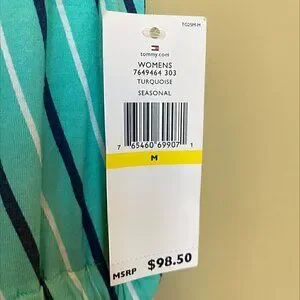 TG25M-M
tommy.com
WOMENS
7649464 303
TURQUOISE
SEASONAL
7 65460 69907 1
M
MSRP $98.50